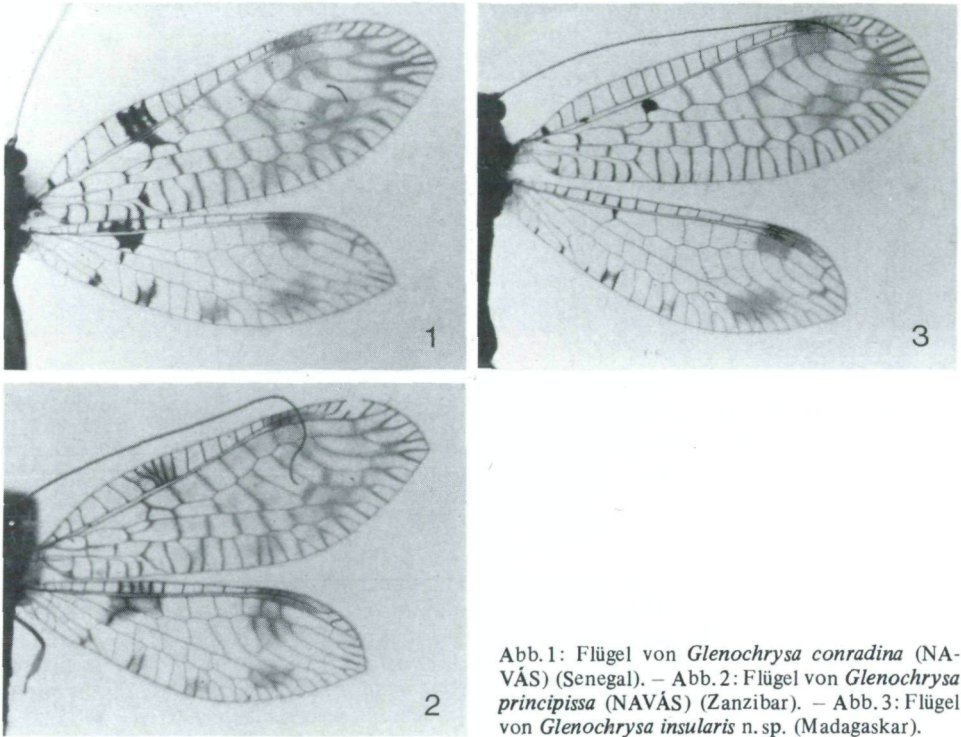 1
3
2
Abb.1: Flügel von Glenochrysa conradina (NA-
VÁS) (Senegal). – Abb.2: Flügel von Glenochrysa
principissa (NAVÁS) (Zanzibar). – Abb.3: Flügel
von Glenochrysa insularis n.sp. (Madagaskar).